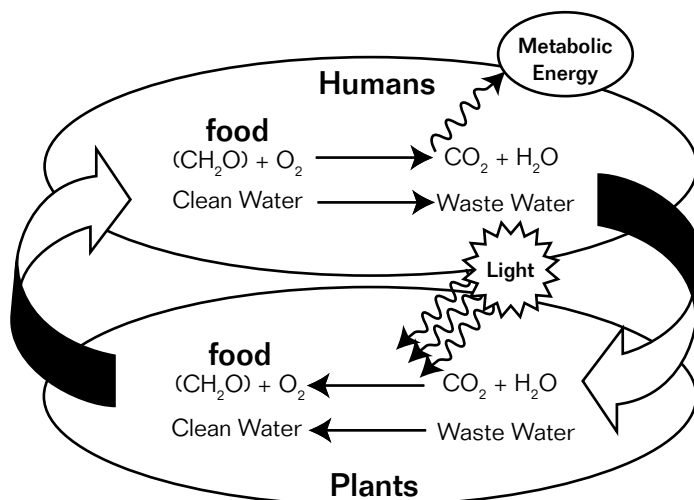 Metabolic
Energy
Humans
food
(CH₂O) + O₂
CO₂ + H₂O
Clean Water
Waste Water
Light
food
(CH₂O) + O₂
CO₂ + H₂O
Clean Water
Waste Water
Plants